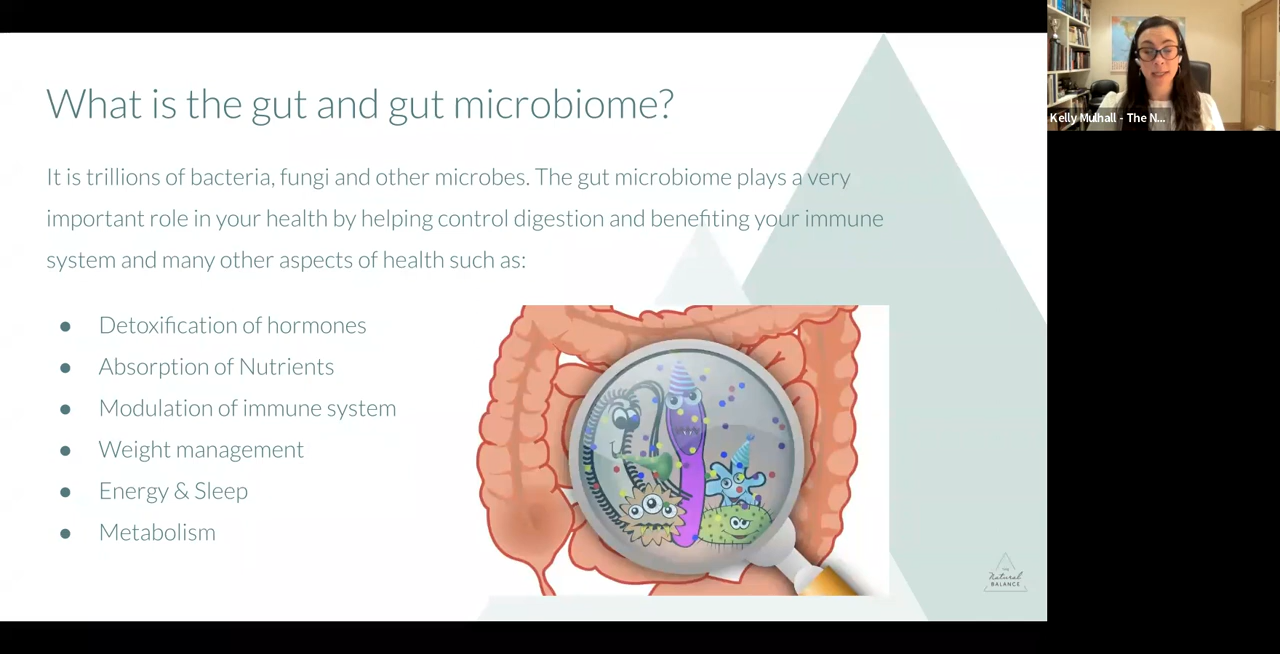 What is the gut and gut microbiome?
It is trillions of bacteria, fungi and other microbes. The gut microbiome plays a very
important role in your health by helping control digestion and benefiting your immune
system and many other aspects of health such as:
● Detoxification of hormones
● Absorption of Nutrients
● Modulation of immune system
● Weight management
● Energy & Sleep
● Metabolism
THE
Natural
BALANCE
Kelly Mulhall - The N...